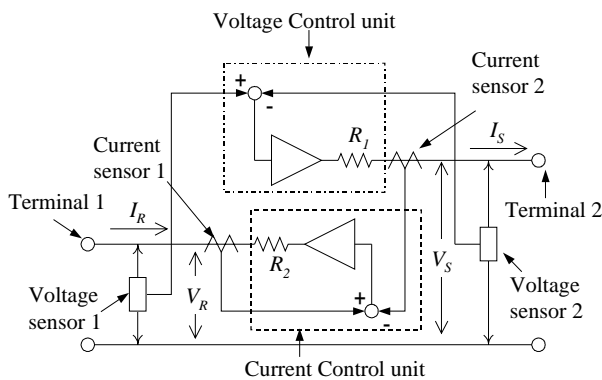 Voltage Control unit
Current
sensor 2
+
-
R1
IS
Current
sensor 1
Terminal 1
IR
Terminal 2
R2
VR
VS
+
-
Voltage
sensor 1
Voltage
sensor 2
Current Control unit